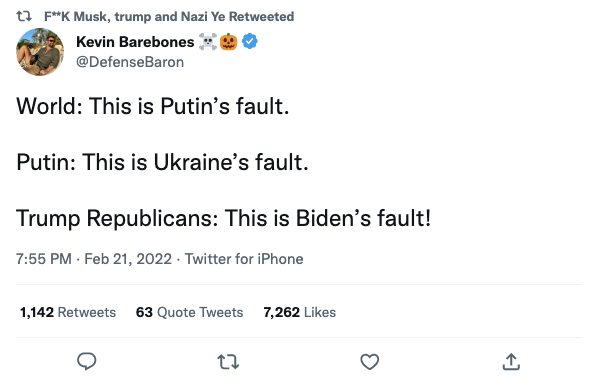 F**K Musk, trump and Nazi Ye Retweeted
Kevin Barebones ☠️🎃
@DefenseBaron
World: This is Putin’s fault.
Putin: This is Ukraine’s fault.
Trump Republicans: This is Biden’s fault!
7:55 PM · Feb 21, 2022 · Twitter for iPhone
1,142 Retweets 63 Quote Tweets 7,262 Likes